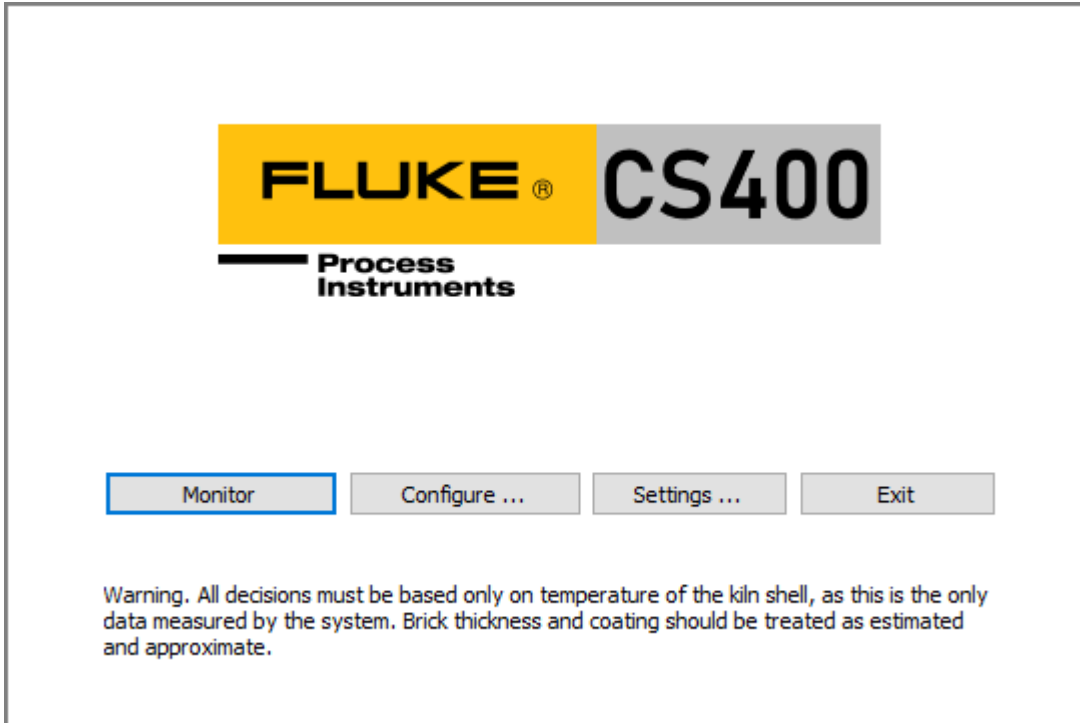 FLUKE ® CS400
Process
Instruments
Monitor Configure ... Settings ... Exit
Warning. All decisions must be based only on temperature of the kiln shell, as this is the only
data measured by the system. Brick thickness and coating should be treated as estimated
and approximate.